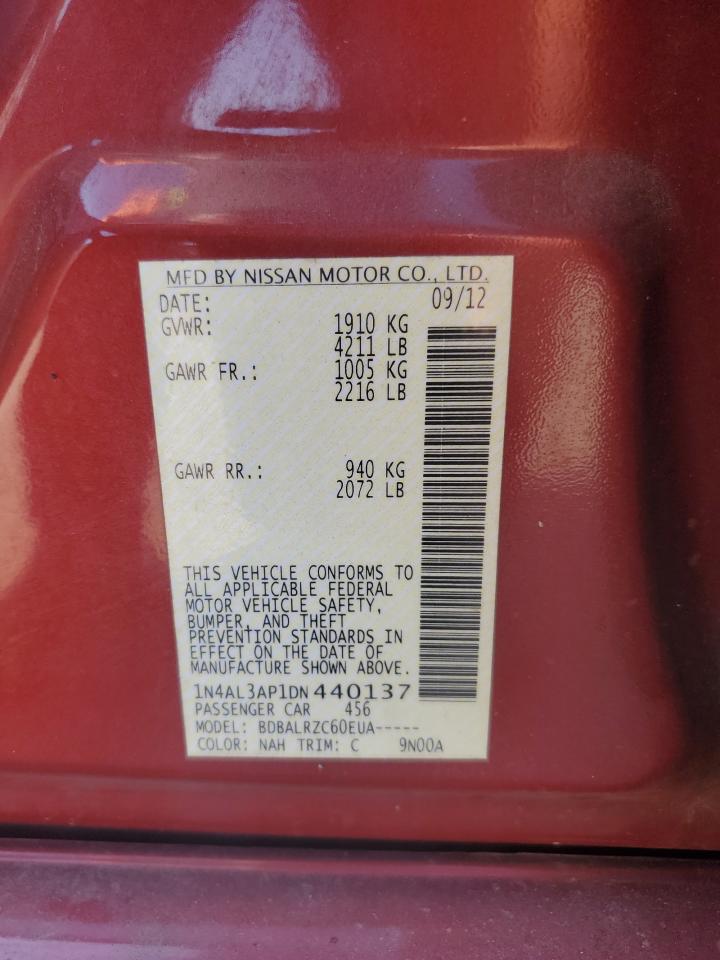 MFD BY NISSAN MOTOR CO., LTD.
DATE: 09/12
GVWR: 1910 KG
4211 LB
GAWR FR.: 1005 KG
2216 LB
GAWR RR.: 940 KG
2072 LB
THIS VEHICLE CONFORMS TO
ALL APPLICABLE FEDERAL
MOTOR VEHICLE SAFETY,
BUMPER, AND THEFT
PREVENTION STANDARDS IN
EFFECT ON THE DATE OF
MANUFACTURE SHOWN ABOVE.
1N4AL3AP1DN440137
PASSENGER CAR 456
MODEL: BDBALRZC60EUA-----
COLOR: NAH TRIM: C 9N00A